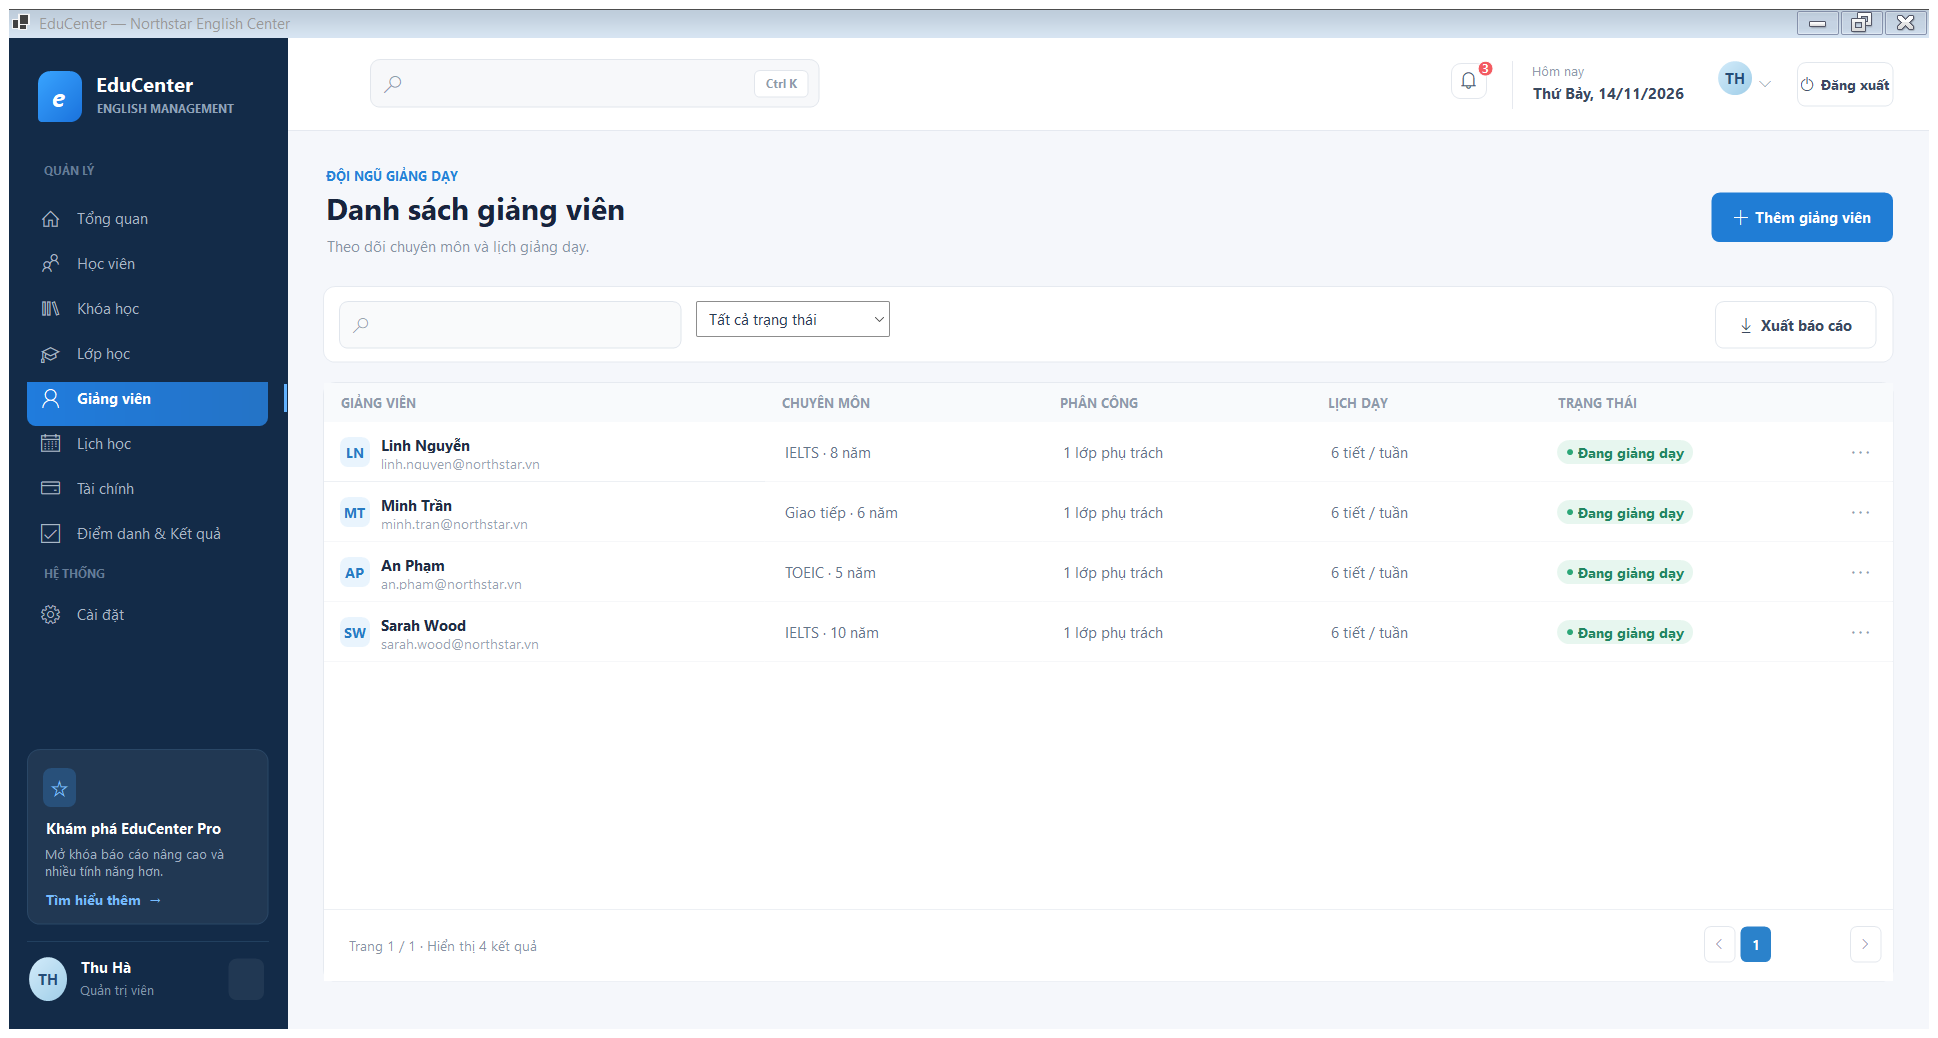 EduCenter — Northstar English Center
e
EduCenter
ENGLISH MANAGEMENT
QUẢN LÝ
Tổng quan
Học viên
Khóa học
Lớp học
Giảng viên
Lịch học
Tài chính
Điểm danh & Kết quả
HỆ THỐNG
Cài đặt
Khám phá EduCenter Pro
Mở khóa báo cáo nâng cao và
nhiều tính năng hơn.
Tìm hiểu thêm →
TH
Thu Hà
Quản trị viên
Ctrl K
3
Hôm nay
Thứ Bảy, 14/11/2026
TH
Đăng xuất
ĐỘI NGŨ GIẢNG DẠY
Danh sách giảng viên
Theo dõi chuyên môn và lịch giảng dạy.
Thêm giảng viên
Tất cả trạng thái
Xuất báo cáo
GIẢNG VIÊN CHUYÊN MÔN PHÂN CÔNG LỊCH DẠY TRẠNG THÁI
LN Linh Nguyễn IELTS · 8 năm 1 lớp phụ trách 6 tiết / tuần Đang giảng dạy ···
linh.nguyen@northstar.vn
MT Minh Trần Giao tiếp · 6 năm 1 lớp phụ trách 6 tiết / tuần Đang giảng dạy ···
minh.tran@northstar.vn
AP An Phạm TOEIC · 5 năm 1 lớp phụ trách 6 tiết / tuần Đang giảng dạy ···
an.pham@northstar.vn
SW Sarah Wood IELTS · 10 năm 1 lớp phụ trách 6 tiết / tuần Đang giảng dạy ···
sarah.wood@northstar.vn
Trang 1 / 1 · Hiển thị 4 kết quả
1